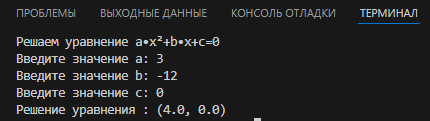 ПРОБЛЕМЫ ВЫХОДНЫЕ ДАННЫЕ КОНСОЛЬ ОТЛАДКИ ТЕРМИНАЛ
Решаем уравнение a•x²+b•x+c=0
Введите значение a: 3
Введите значение b: -12
Введите значение c: 0
Решение уравнения : (4.0, 0.0)